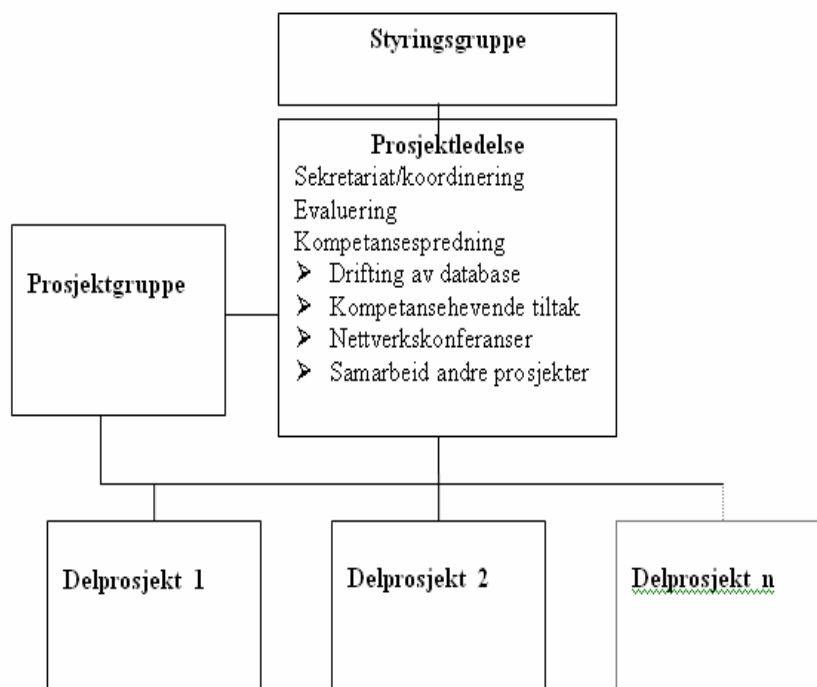 Styringsgruppe
Prosjektledelse
Sekretariat/koordinering
Evaluering
Kompetansespredning
➢ Drifting av database
➢ Kompetansehevende tiltak
➢ Nettverkskonferanser
➢ Samarbeid andre prosjekter
Prosjektgruppe
Delprosjekt 1
Delprosjekt 2
Delprosjekt n